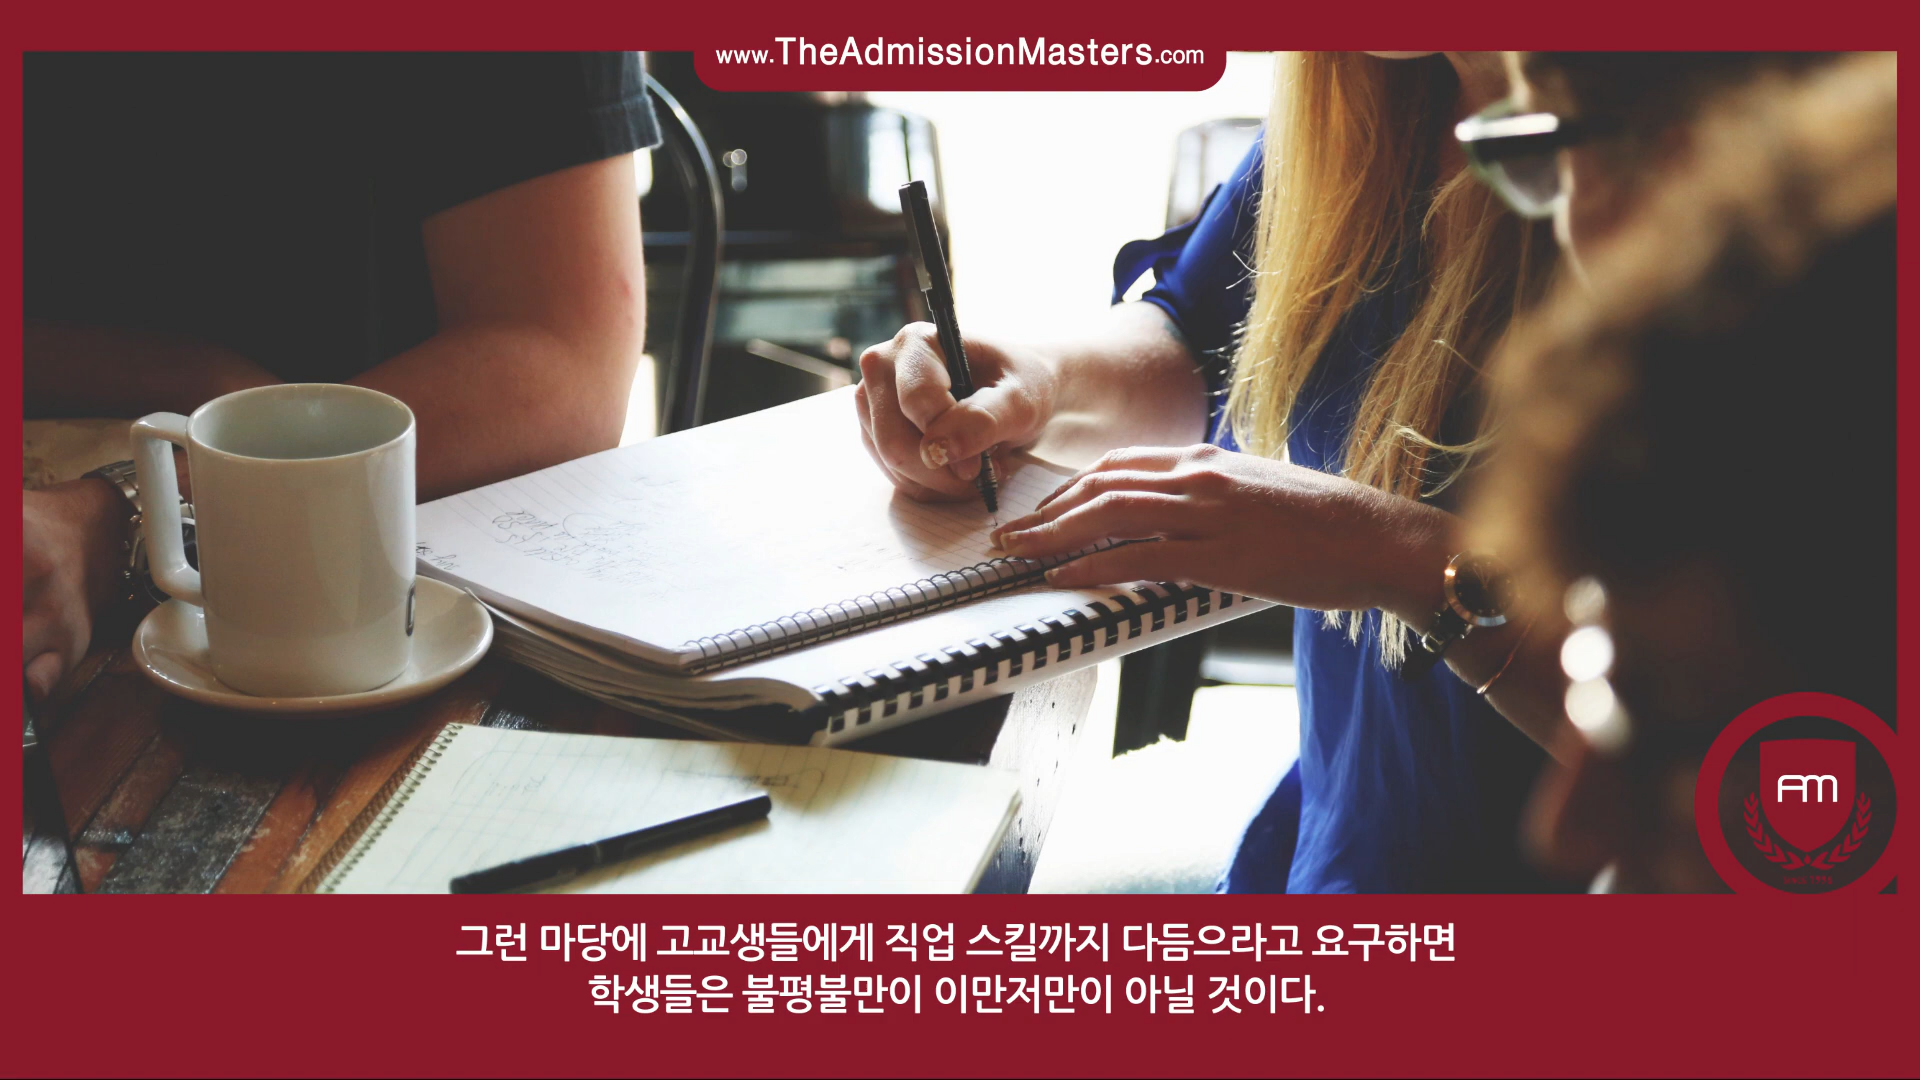 www.TheAdmissionMasters.com
AM
SINCE 1993
그런 마당에 고교생들에게 직업 스킬까지 다듬으라고 요구하면
학생들은 불평불만이 이만저만이 아닐 것이다.